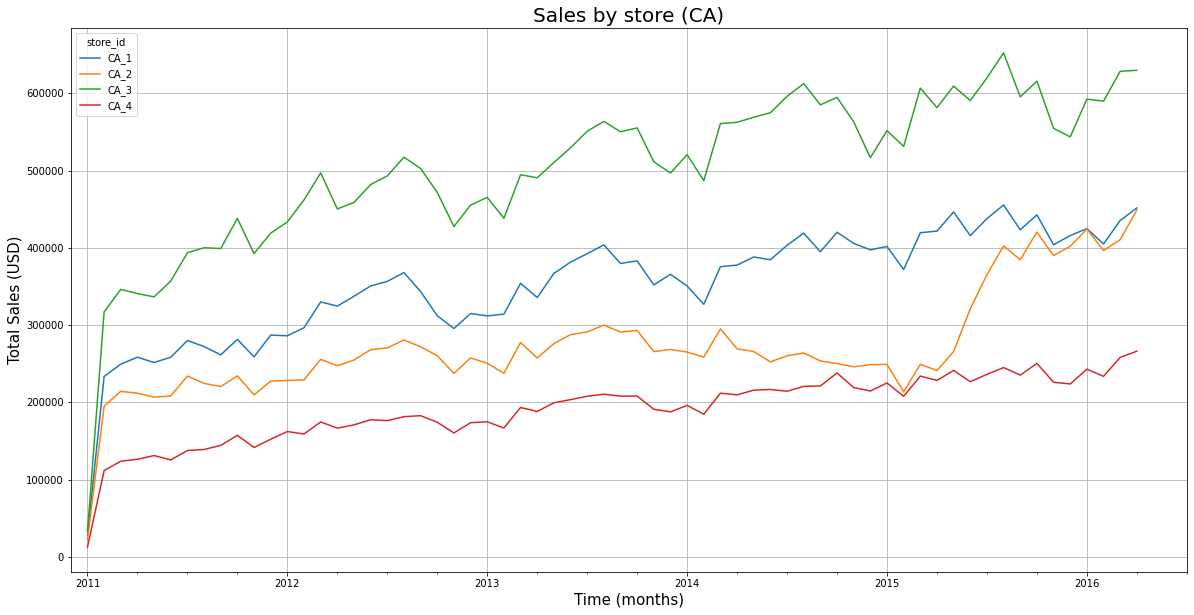 Sales by store (CA)
store_id
CA_1
CA_2
CA_3
CA_4
Total Sales (USD)
600000
500000
400000
300000
200000
100000
0
2011 2012 2013 2014 2015 2016
Time (months)